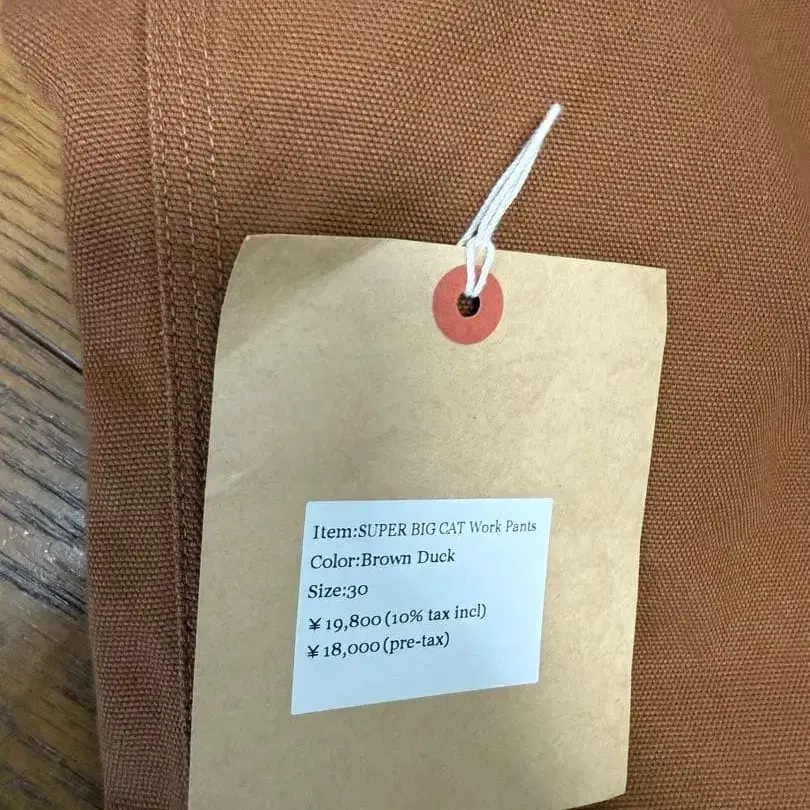 Item:SUPER BIG CAT Work Pants
Color:Brown Duck
Size:30
¥19,800(10% tax incl)
¥18,000(pre-tax)